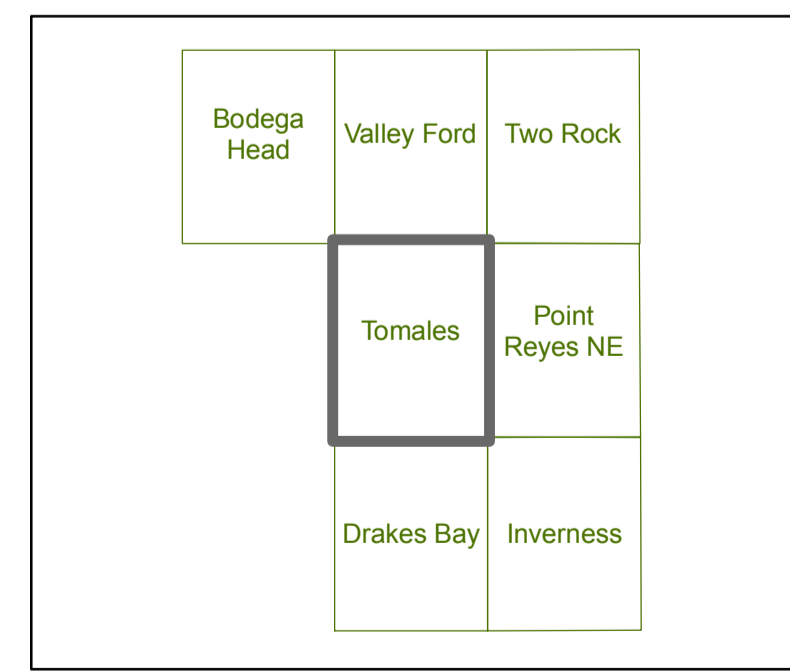 Bodega
Head
Valley Ford
Two Rock
Tomales
Point
Reyes NE
Drakes Bay
Inverness